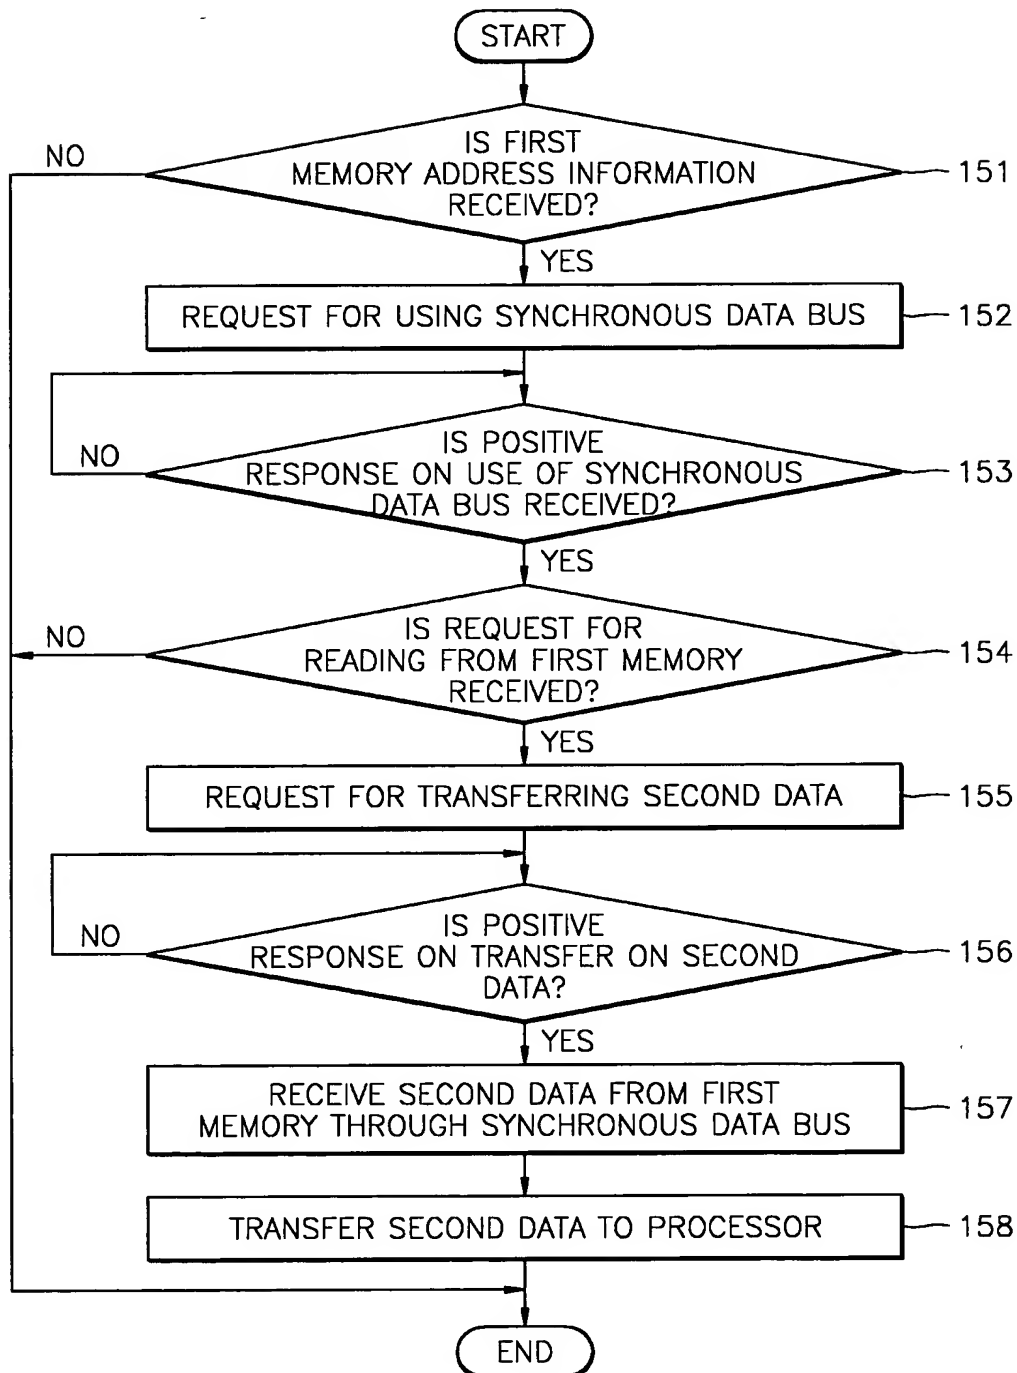 START
IS FIRST
MEMORY ADDRESS INFORMATION
RECEIVED?
NO
151
YES
REQUEST FOR USING SYNCHRONOUS DATA BUS
152
IS POSITIVE
RESPONSE ON USE OF SYNCHRONOUS
DATA BUS RECEIVED?
NO
153
YES
IS REQUEST FOR
READING FROM FIRST MEMORY
RECEIVED?
NO
154
YES
REQUEST FOR TRANSFERRING SECOND DATA
155
IS POSITIVE
RESPONSE ON TRANSFER ON SECOND
DATA?
NO
156
YES
RECEIVE SECOND DATA FROM FIRST
MEMORY THROUGH SYNCHRONOUS DATA BUS
157
TRANSFER SECOND DATA TO PROCESSOR
158
END